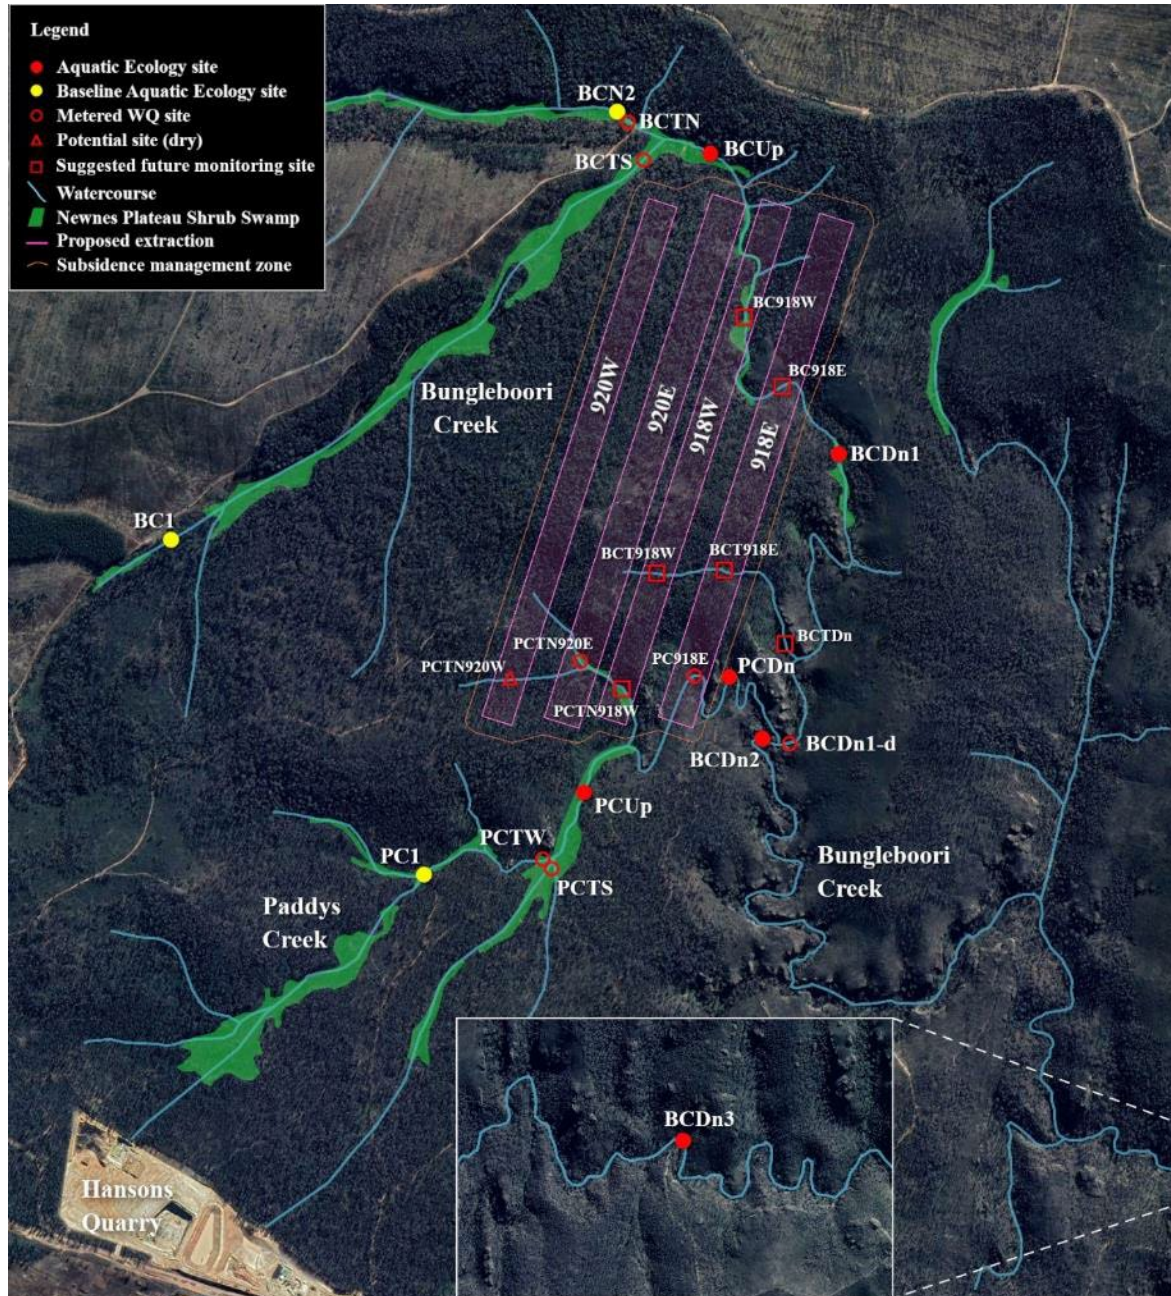 Legend
Aquatic Ecology site
Baseline Aquatic Ecology site
Metered WQ site
Potential site (dry)
Suggested future monitoring site
Watercourse
Newnes Plateau Shrub Swamp
Proposed extraction
Subsidence management zone
BCN2
BCTN
BCUp
BCTS
BC918W
BC918E
Bungleboori
Creek
920W
920E
918W
918E
BCDn1
BC1
BCT918W
BCT918E
BCTDn
PCTN920E
PCTN920W
PC918E
PCDn
PCTN918W
BCDn2
BCDn1-d
PCUp
PCTW
PC1
PCTS
Bungleboori
Creek
Paddys
Creek
BCDn3
Hansons
Quarry